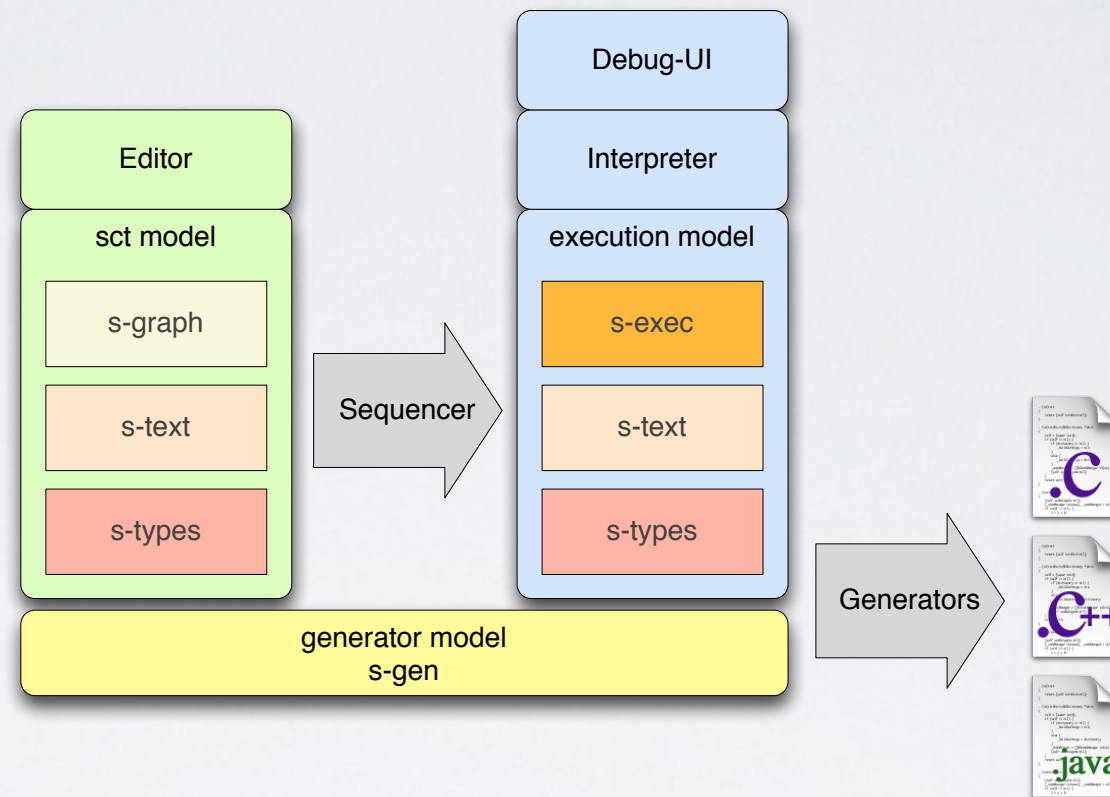 Debug-UI
Editor
Interpreter
sct model
execution model
s-graph
s-exec
Sequencer
s-text
s-text
s-types
s-types
Generators
generator model
s-gen
.C
.C++
.java